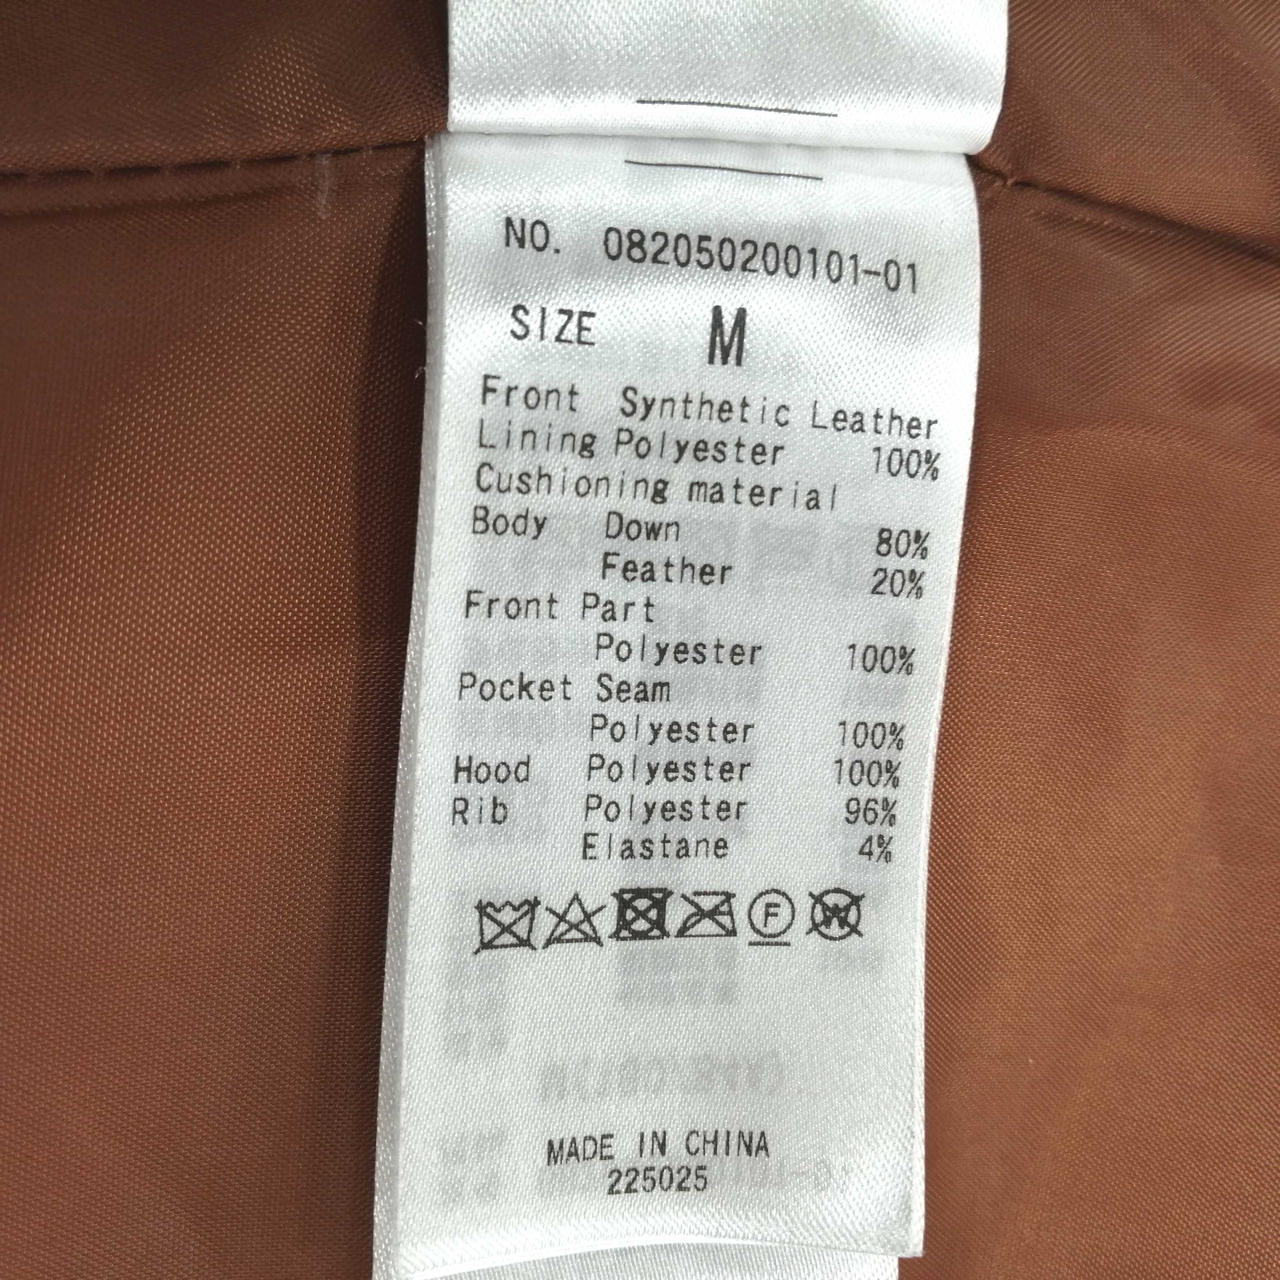 NO. 082050200101-01
SIZE M
Front Synthetic Leather
Lining Polyester 100%
Cushioning material
Body Down 80%
Feather 20%
Front Part
Polyester 100%
Pocket Seam
Polyester 100%
Hood Polyester 100%
Rib Polyester 96%
Elastane 4%
F W
MADE IN CHINA
225025